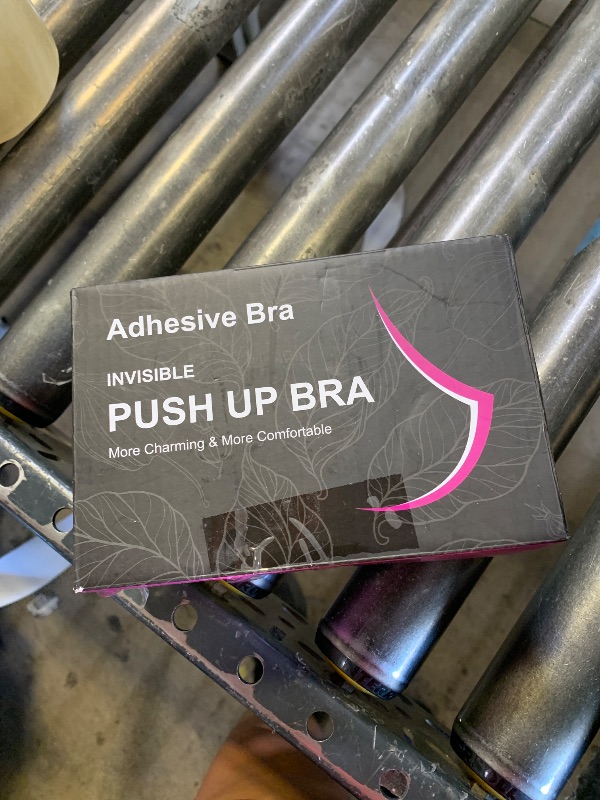 Adhesive Bra
INVISIBLE
PUSH UP BRA
More Charming & More Comfortable